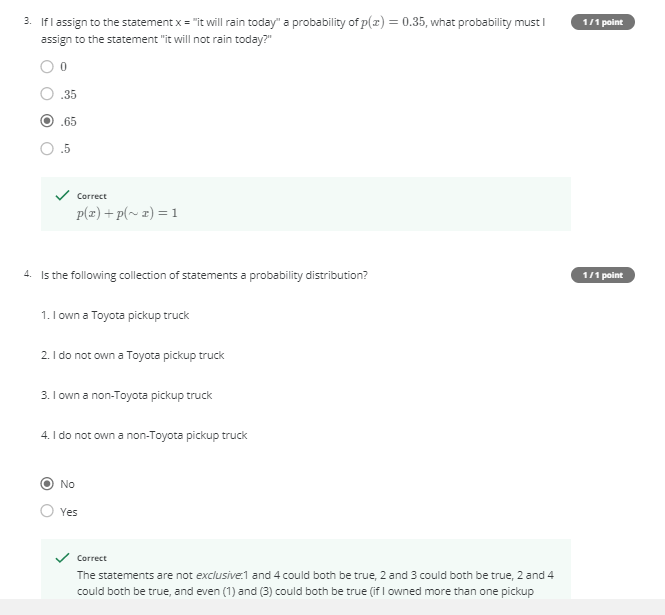 3. If I assign to the statement x = "it will rain today" a probability of p(x) = 0.35, what probability must I
1 / 1 point
assign to the statement "it will not rain today?"
0
.35
.65
.5
Correct
p(x) + p(∼ x) = 1
4. Is the following collection of statements a probability distribution?
1 / 1 point
1. I own a Toyota pickup truck
2. I do not own a Toyota pickup truck
3. I own a non-Toyota pickup truck
4. I do not own a non-Toyota pickup truck
No
Yes
Correct
The statements are not exclusive:1 and 4 could both be true, 2 and 3 could both be true, 2 and 4
could both be true, and even (1) and (3) could both be true (if I owned more than one pickup